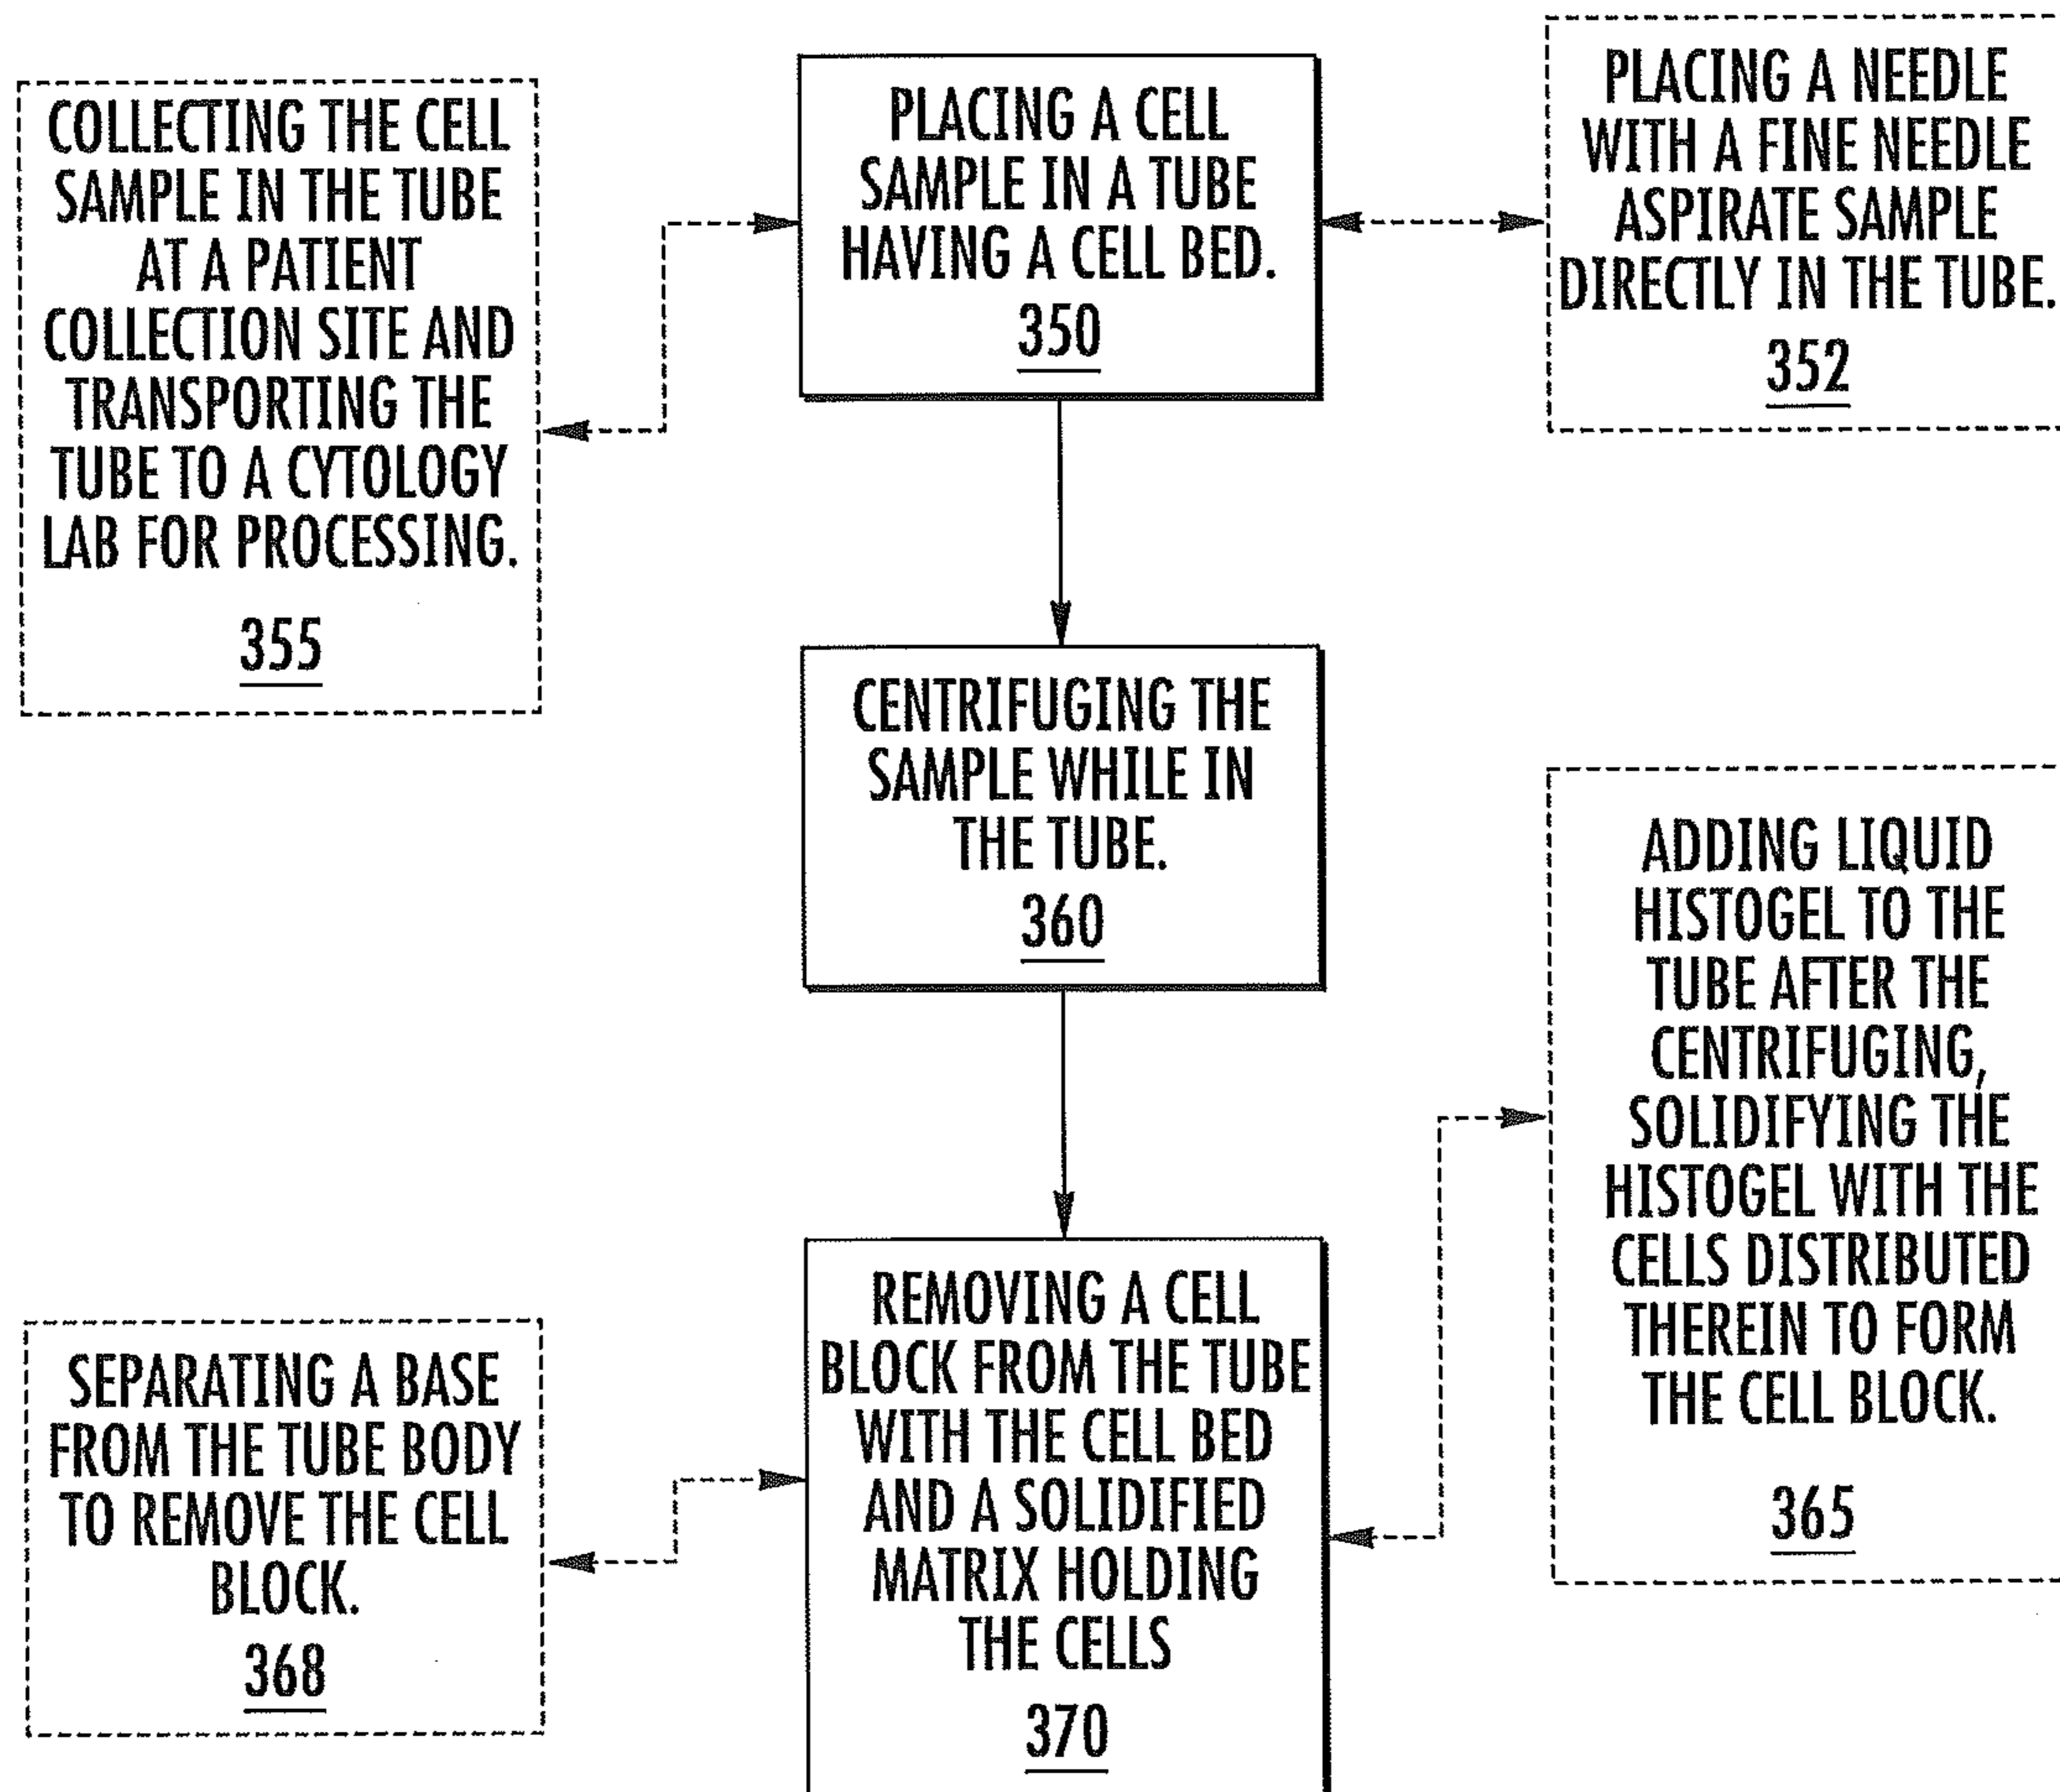 COLLECTING THE CELL
SAMPLE IN THE TUBE
AT A PATIENT
COLLECTION SITE AND
TRANSPORTING THE
TUBE TO A CYTOLOGY
LAB FOR PROCESSING.
355
PLACING A CELL
SAMPLE IN A TUBE
HAVING A CELL BED.
350
PLACING A NEEDLE
WITH A FINE NEEDLE
ASPIRATE SAMPLE
DIRECTLY IN THE TUBE.
352
CENTRIFUGING THE
SAMPLE WHILE IN
THE TUBE.
360
ADDING LIQUID
HISTOGEL TO THE
TUBE AFTER THE
CENTRIFUGING,
SOLIDIFYING THE
HISTOGEL WITH THE
CELLS DISTRIBUTED
THEREIN TO FORM
THE CELL BLOCK.
365
SEPARATING A BASE
FROM THE TUBE BODY
TO REMOVE THE CELL
BLOCK.
368
REMOVING A CELL
BLOCK FROM THE TUBE
WITH THE CELL BED
AND A SOLIDIFIED
MATRIX HOLDING
THE CELLS
370